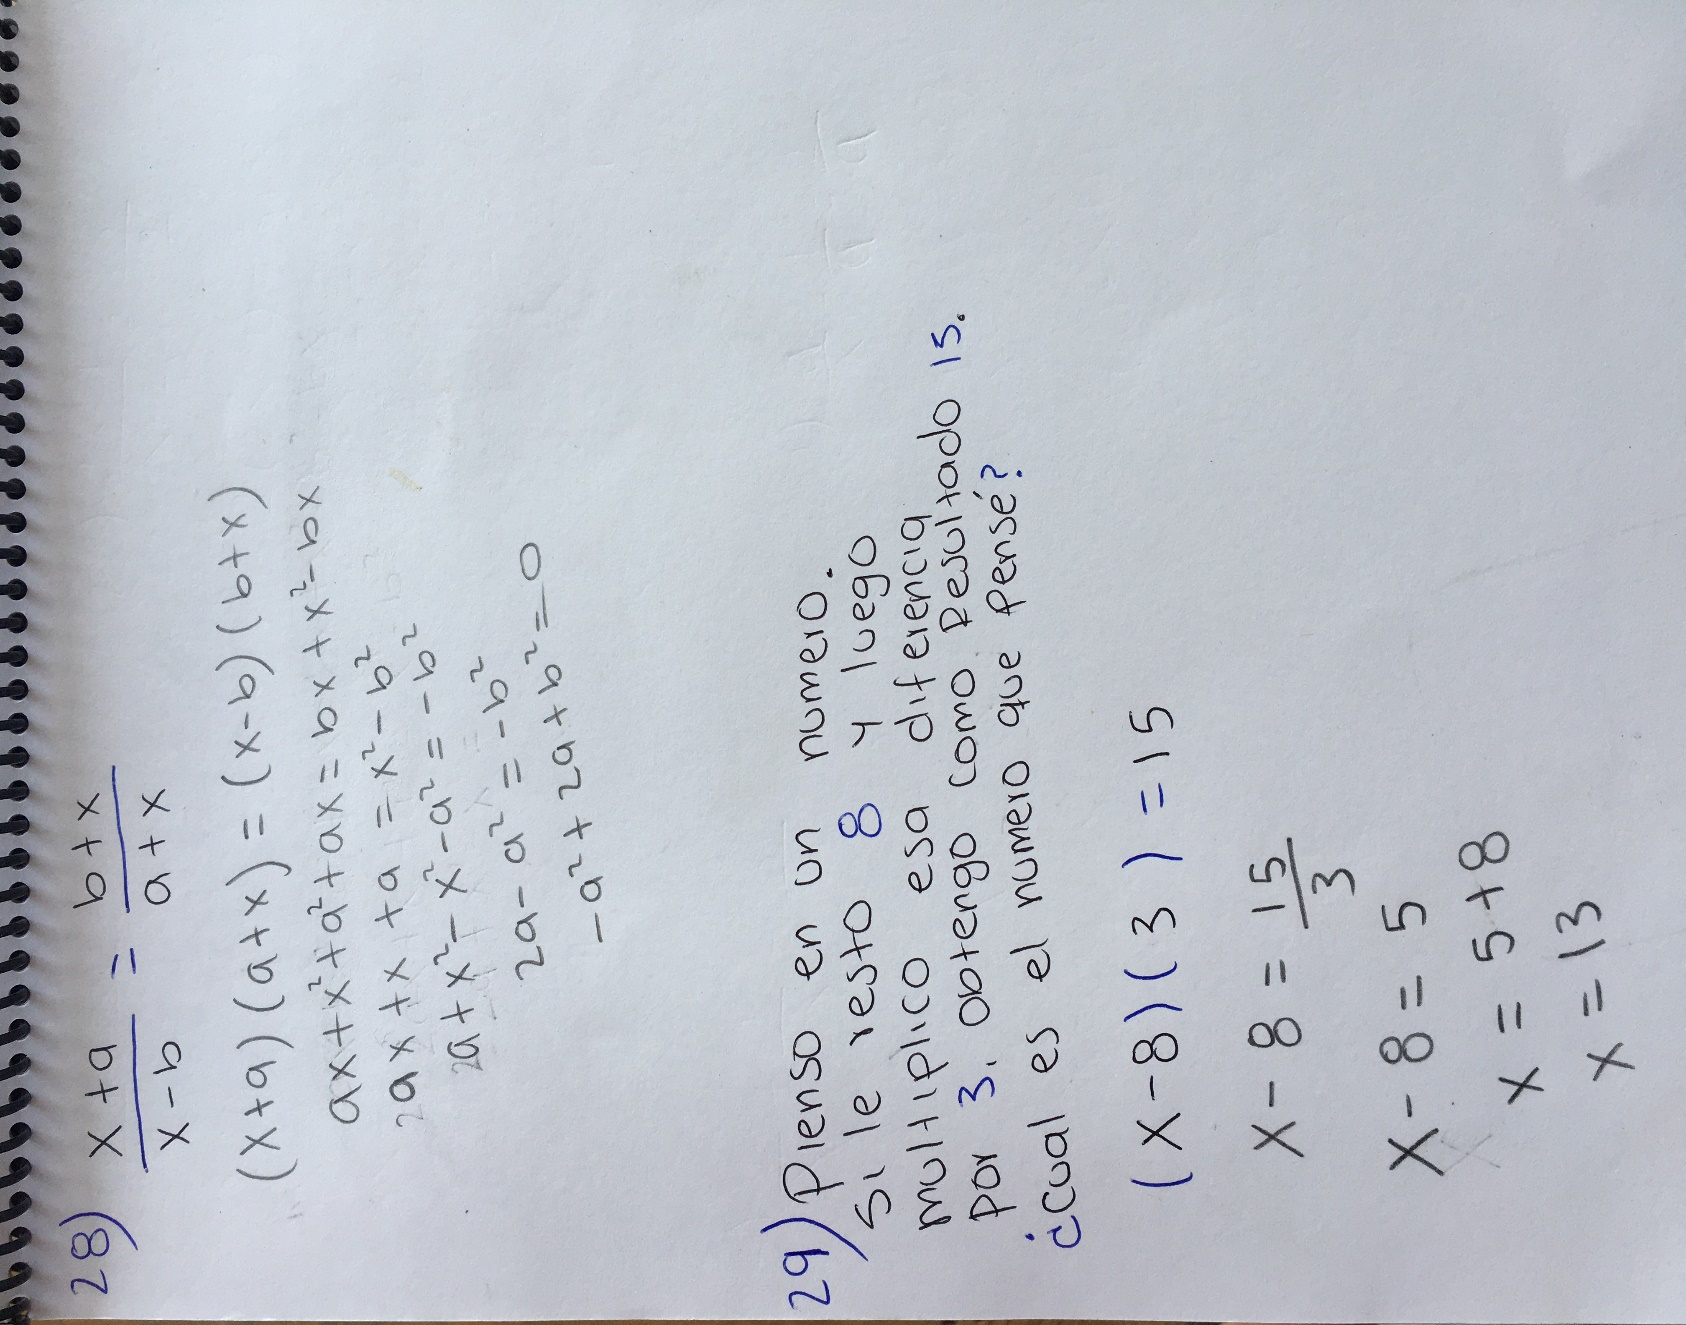 28) x+a/x-b = b+x/a+x
(x+a)(a+x) = (x-b)(b+x)
ax+x²+a²+ax = bx+x²-bx
2ax+x+a = x²-b²
2a+x²-x²-a² = -b²
2a-a² = -b²
-a²+2a+b²=0
29) Pienso en un numero.
Si le resto 8 y luego
multiplico esa diferencia
por 3. Obtengo como Resultado 15.
¿Cual es el numero que Pensé?
(x-8)(3)=15
x-8=15/3
x-8=5
x=5+8
x=13